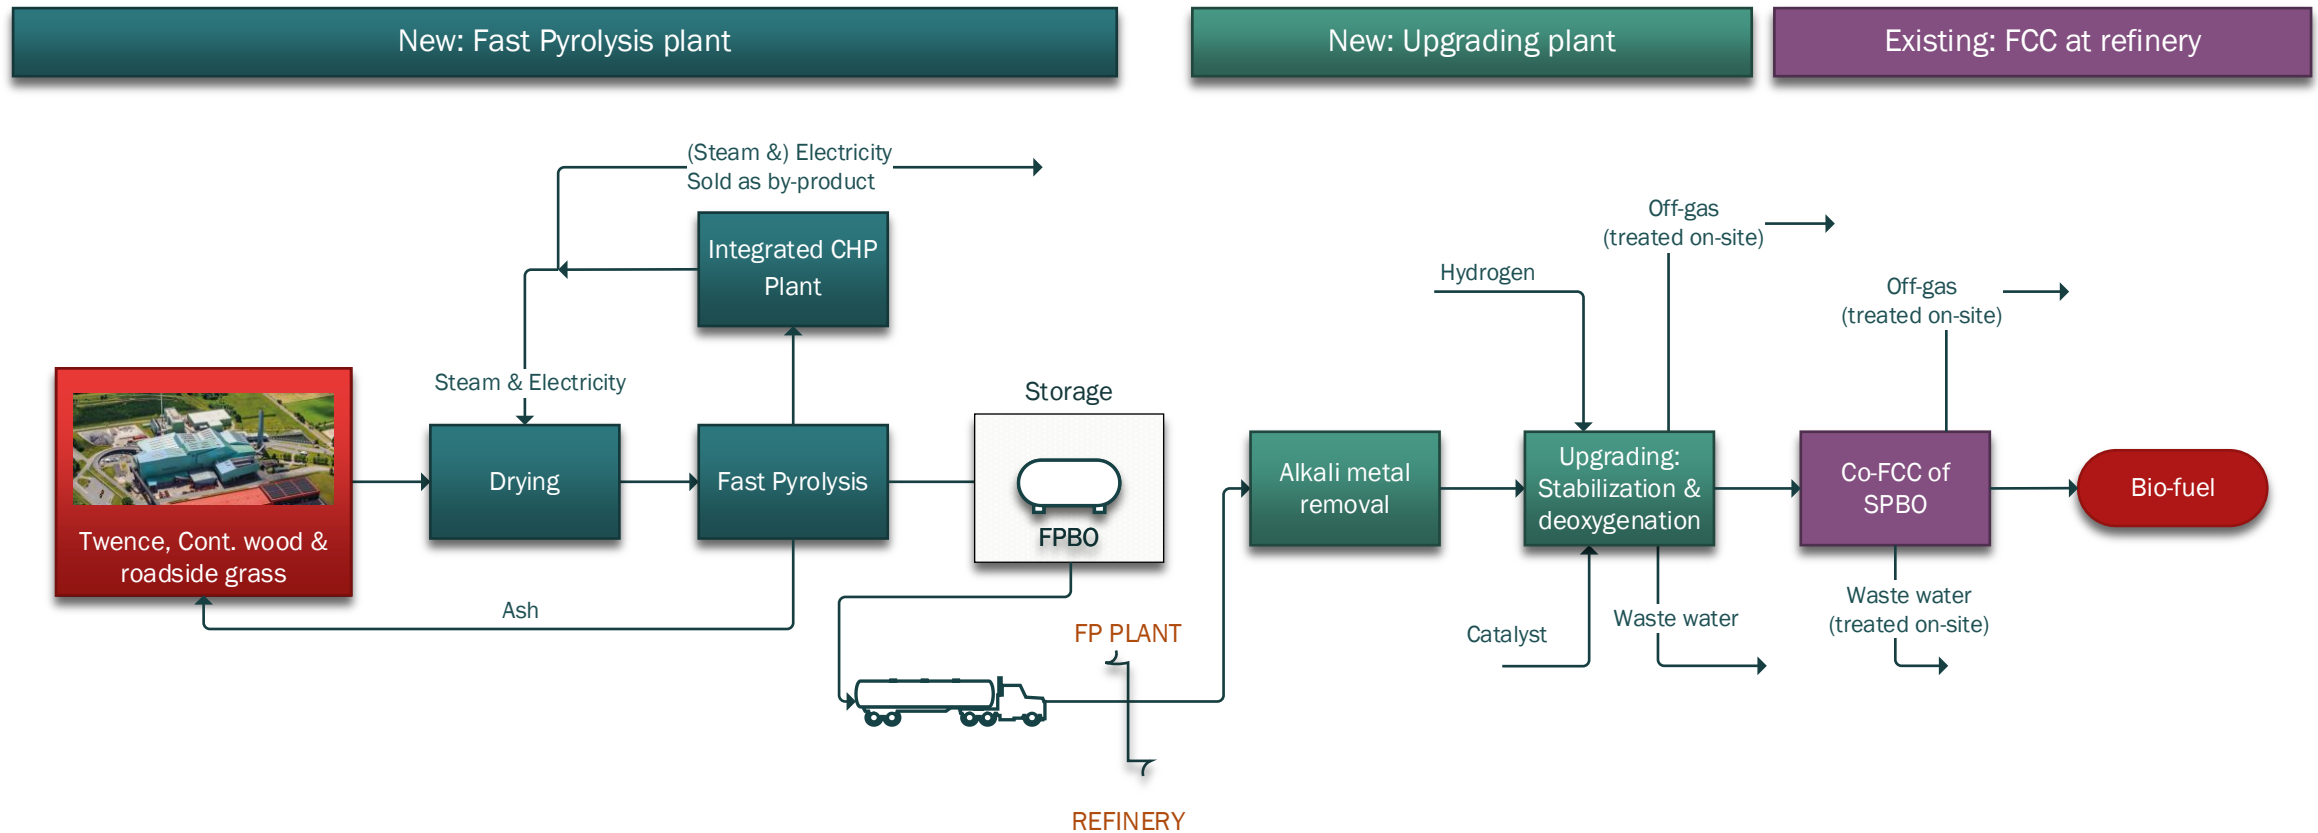 New: Fast Pyrolysis plant
New: Upgrading plant
Existing: FCC at refinery
(Steam &) Electricity
Sold as by-product
Integrated CHP
Plant
Steam & Electricity
Twence, Cont. wood &
roadside grass
Drying
Fast Pyrolysis
Ash
Storage
FPBO
FP PLANT
REFINERY
Alkali metal
removal
Hydrogen
Off-gas
(treated on-site)
Upgrading:
Stabilization &
deoxygenation
Catalyst
Waste water
Off-gas
(treated on-site)
Co-FCC of
SPBO
Waste water
(treated on-site)
Bio-fuel